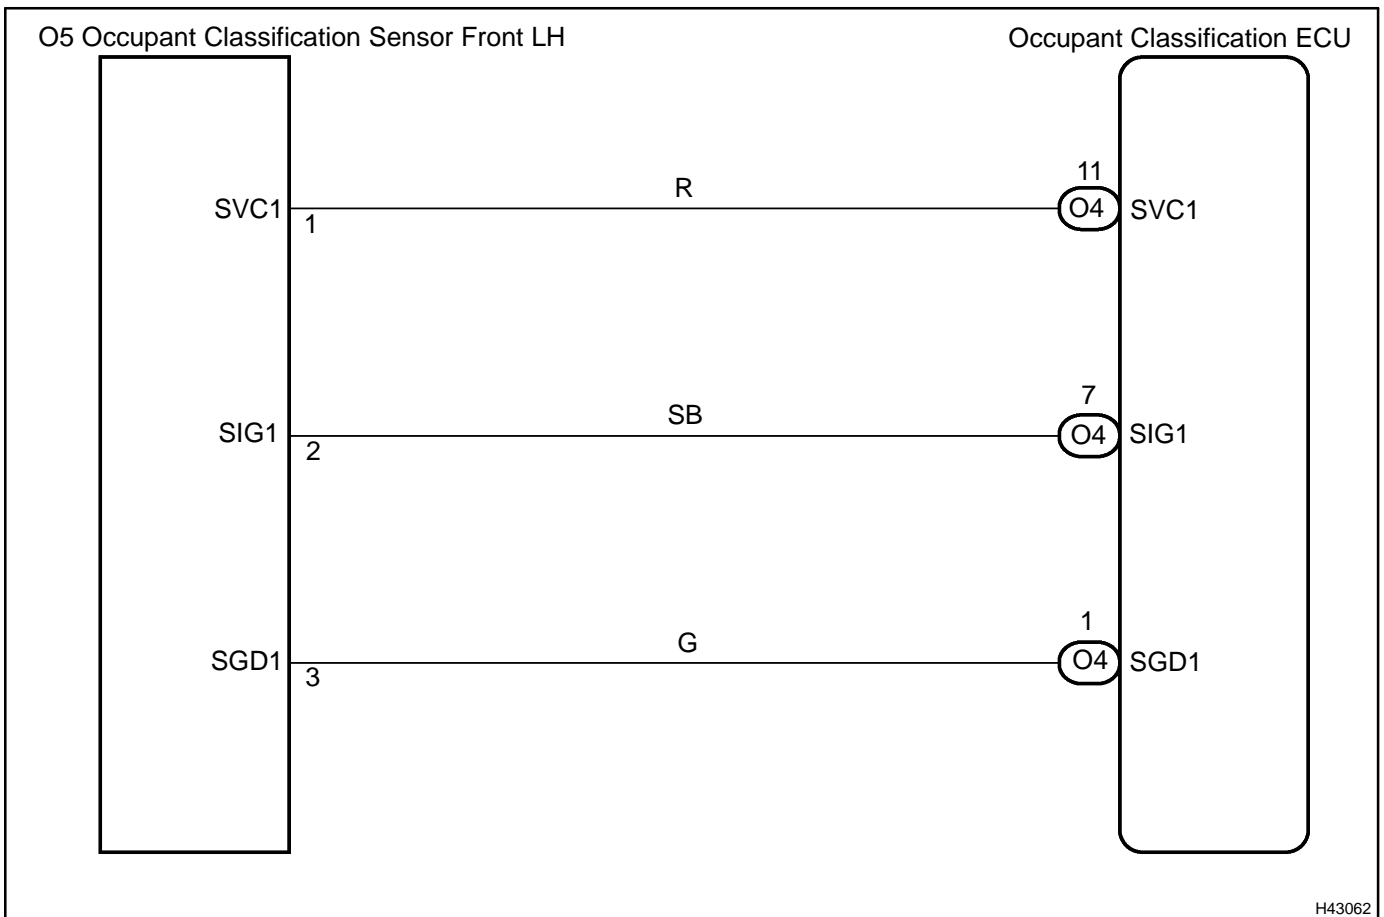 O5 Occupant Classification Sensor Front LH
Occupant Classification ECU
SVC1
1
R
11
O4
SVC1
SIG1
2
SB
7
O4
SIG1
SGD1
3
G
1
O4
SGD1
H43062